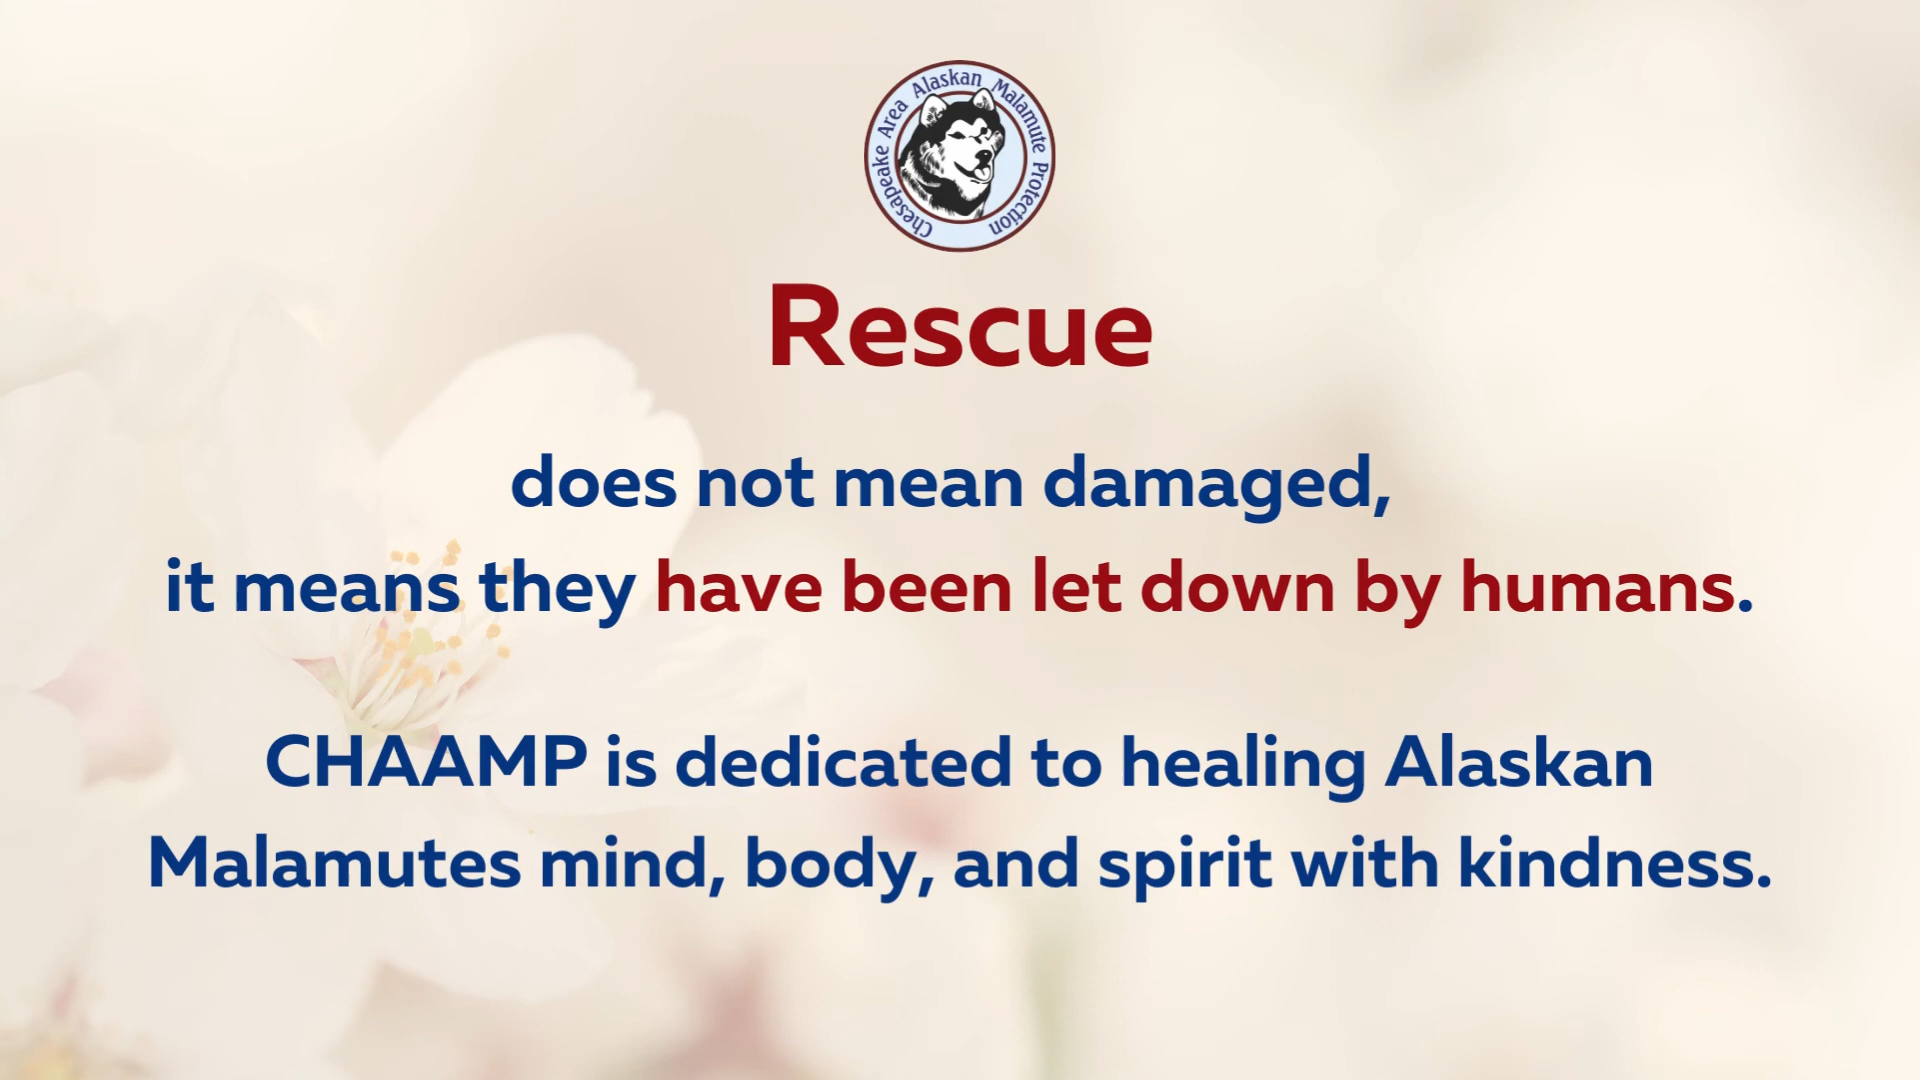 Chesapeake Area Alaskan Malamute Protection
Rescue
does not mean damaged,
it means they have been let down by humans.
CHAAMP is dedicated to healing Alaskan
Malamutes mind, body, and spirit with kindness.